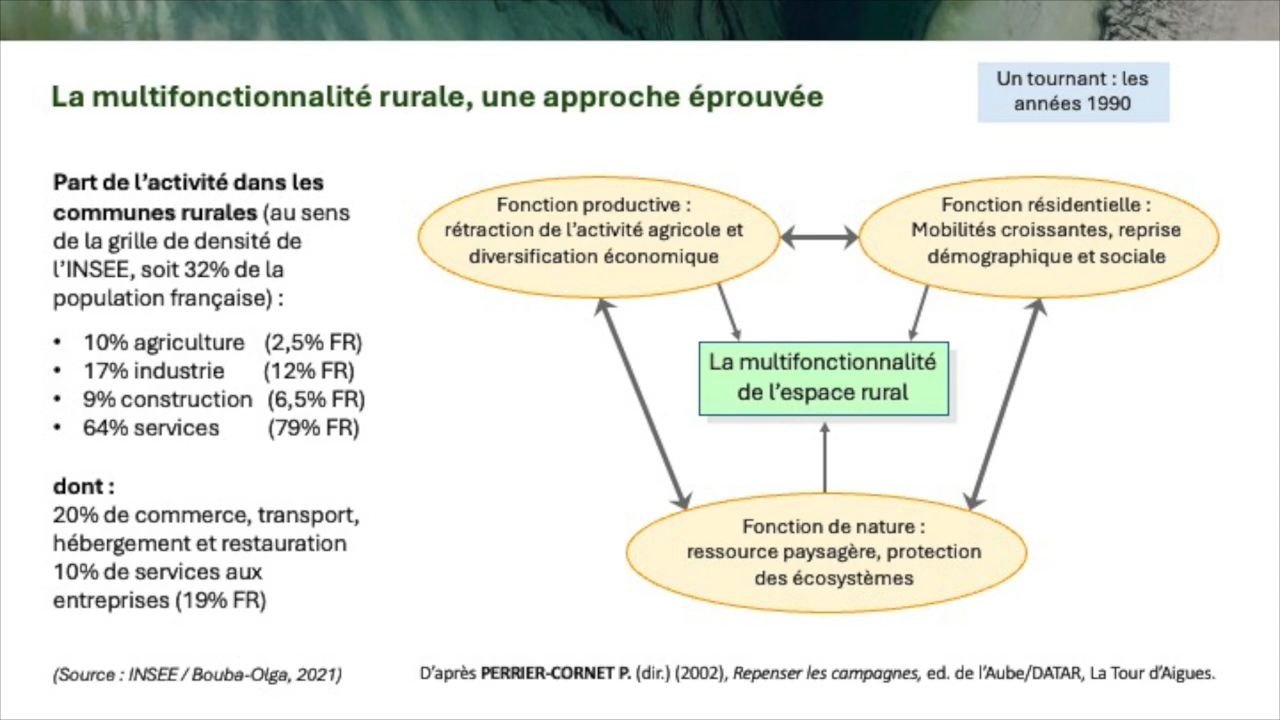 La multifonctionnalité rurale, une approche éprouvée
Un tournant : les
années 1990
Part de l’activité dans les
communes rurales (au sens
de la grille de densité de
l’INSEE, soit 32% de la
population française) :
• 10% agriculture (2,5% FR)
• 17% industrie (12% FR)
• 9% construction (6,5% FR)
• 64% services (79% FR)
dont :
20% de commerce, transport,
hébergement et restauration
10% de services aux
entreprises (19% FR)
(Source : INSEE / Bouba-Olga, 2021)
Fonction productive :
rétraction de l’activité agricole et
diversification économique
Fonction résidentielle :
Mobilités croissantes, reprise
démographique et sociale
La multifonctionnalité
de l’espace rural
Fonction de nature :
ressource paysagère, protection
des écosystèmes
D’après PERRIER-CORNET P. (dir.) (2002), Repenser les campagnes, ed. de l’Aube/DATAR, La Tour d’Aigues.